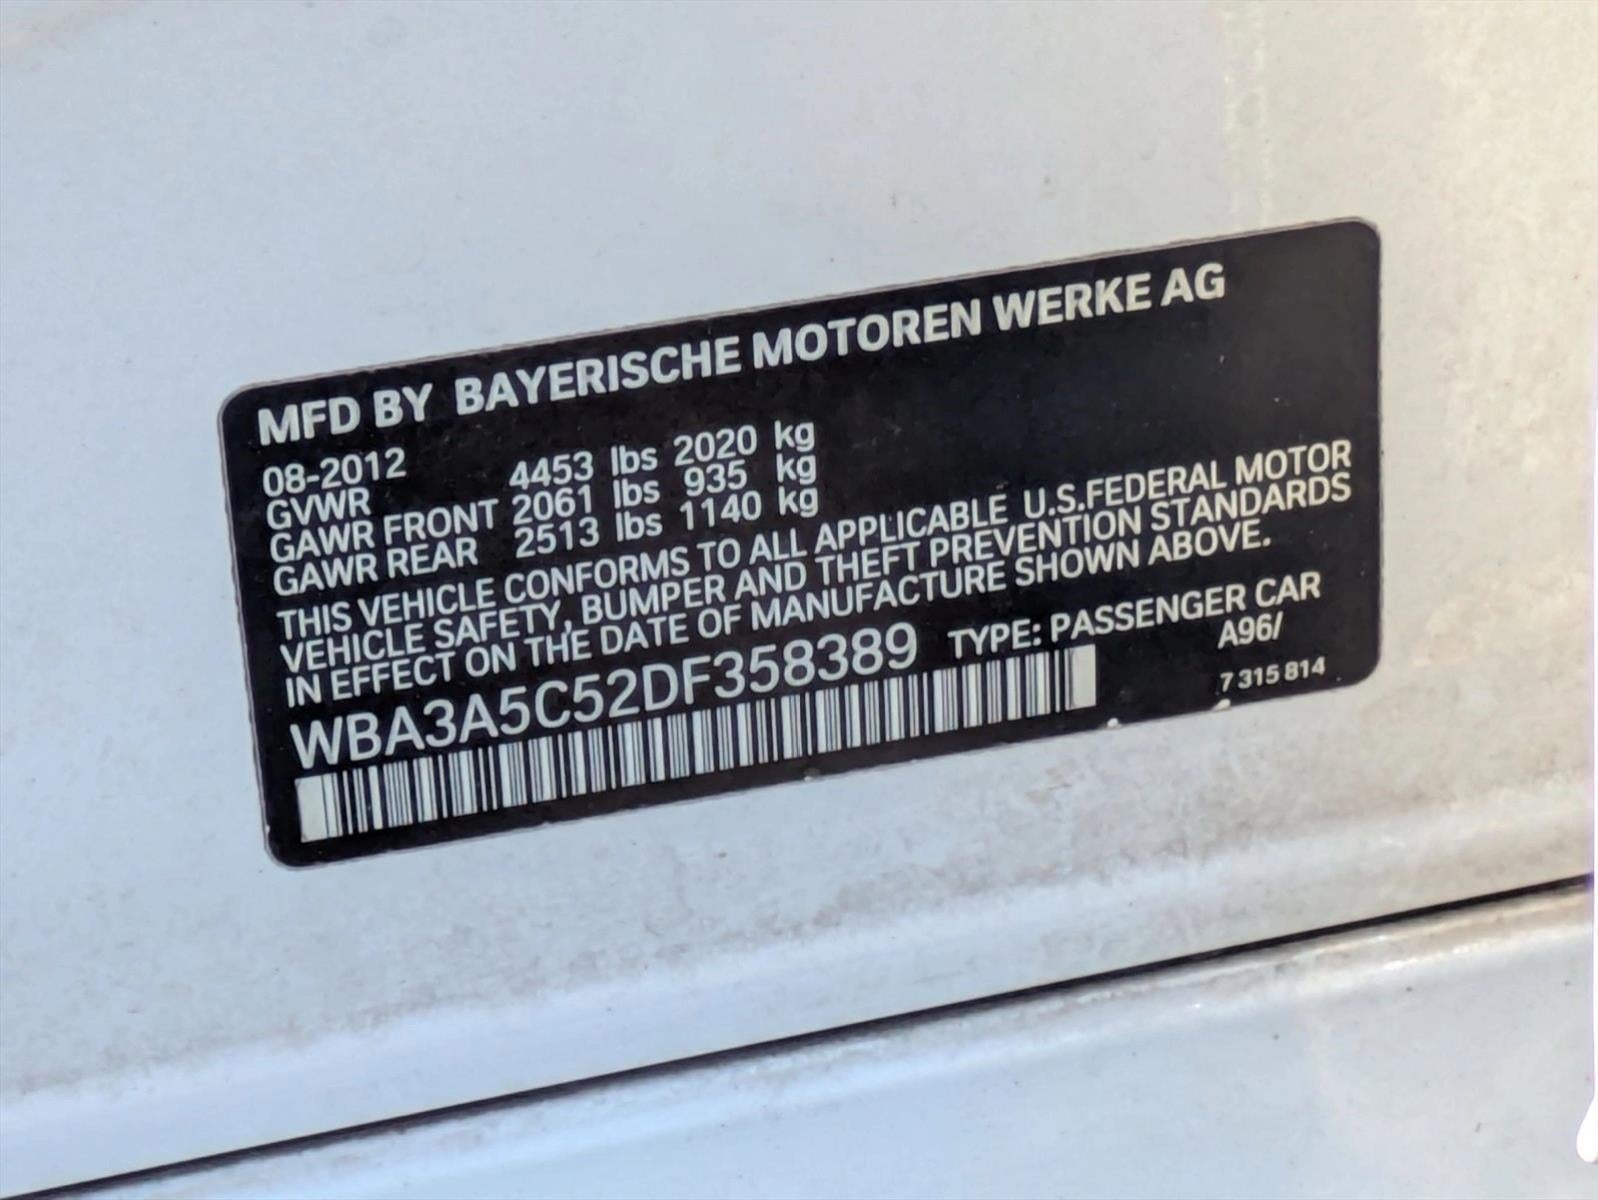 MFD BY BAYERISCHE MOTOREN WERKE AG
08-2012
GVWR 4453 lbs 2020 kg
GAWR FRONT 2061 lbs 935 kg
GAWR REAR 2513 lbs 1140 kg
THIS VEHICLE CONFORMS TO ALL APPLICABLE U.S.FEDERAL MOTOR
VEHICLE SAFETY, BUMPER AND THEFT PREVENTION STANDARDS
IN EFFECT ON THE DATE OF MANUFACTURE SHOWN ABOVE.
WBA3A5C52DF358389 TYPE: PASSENGER CAR
A96/
7 315 814